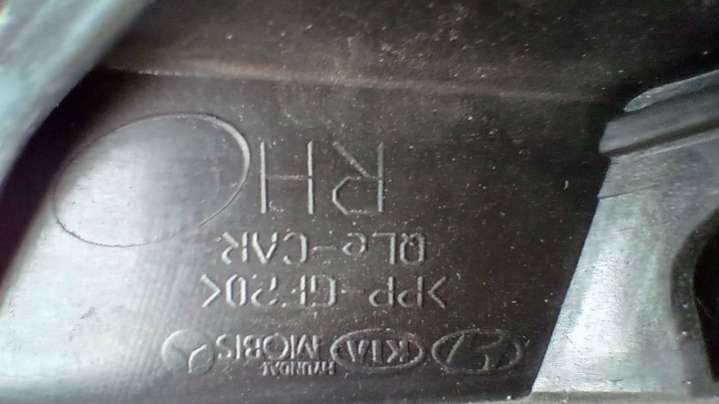 KIA HYUNDAI MOBIS
>PP-GF20<
QLe-CAR
RH